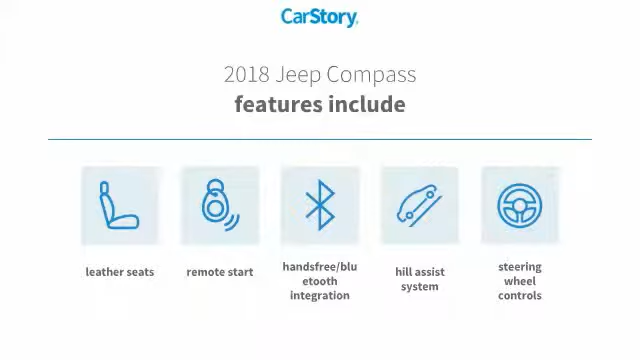 CarStory.
2018 Jeep Compass
features include
leather seats
remote start
handsfree/blu
etooth
integration
hill assist
system
steering
wheel
controls